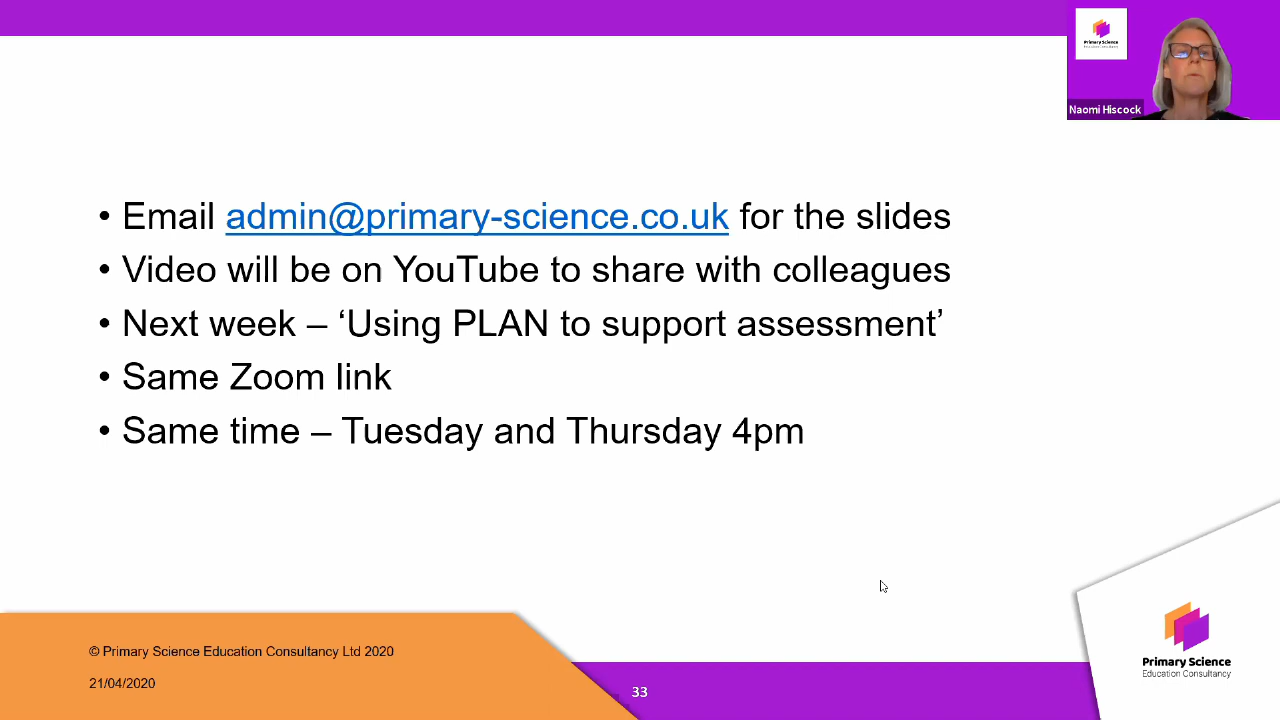 Primary Science
Education Consultancy
Naomi Hiscock
• Email admin@primary-science.co.uk for the slides
• Video will be on YouTube to share with colleagues
• Next week – ‘Using PLAN to support assessment’
• Same Zoom link
• Same time – Tuesday and Thursday 4pm
© Primary Science Education Consultancy Ltd 2020
21/04/2020
33
Primary Science
Education Consultancy